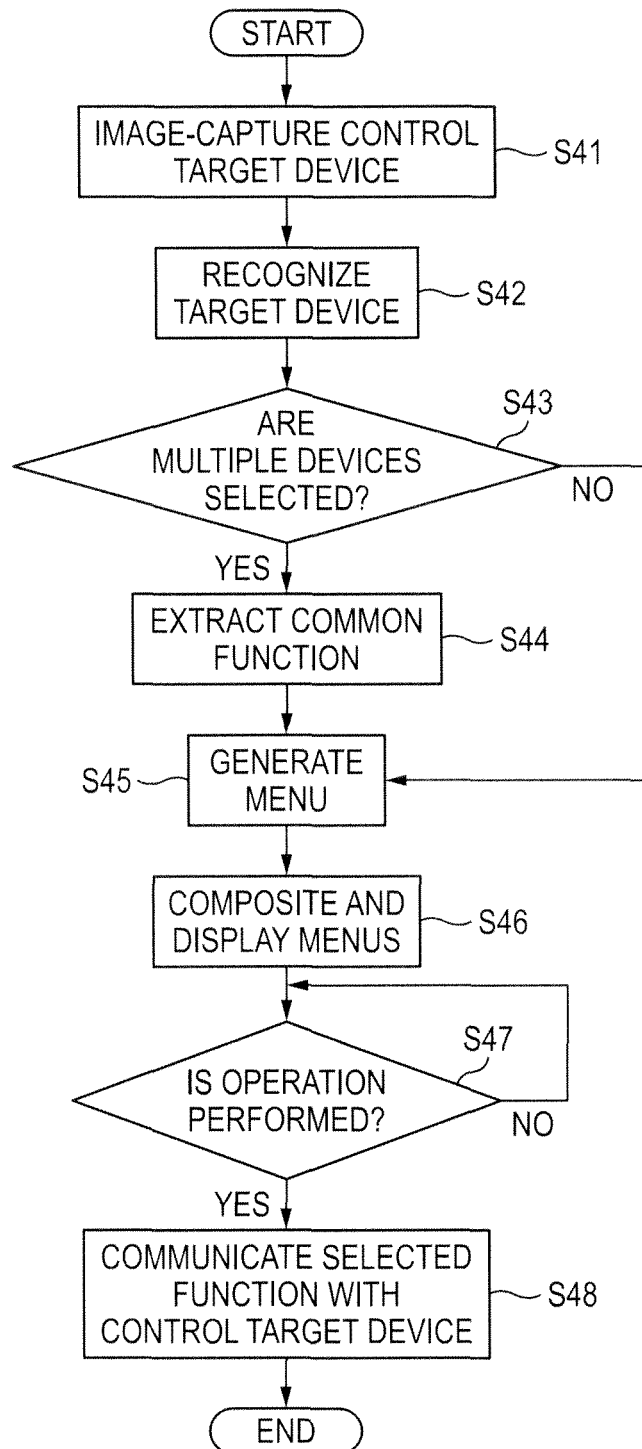 START
IMAGE-CAPTURE CONTROL
TARGET DEVICE
S41
RECOGNIZE
TARGET DEVICE
S42
S43
ARE
MULTIPLE DEVICES
SELECTED?
NO
YES
EXTRACT COMMON
FUNCTION
S44
S45
GENERATE
MENU
COMPOSITE AND
DISPLAY MENUS
S46
S47
IS OPERATION
PERFORMED?
NO
YES
COMMUNICATE SELECTED
FUNCTION WITH
CONTROL TARGET DEVICE
S48
END